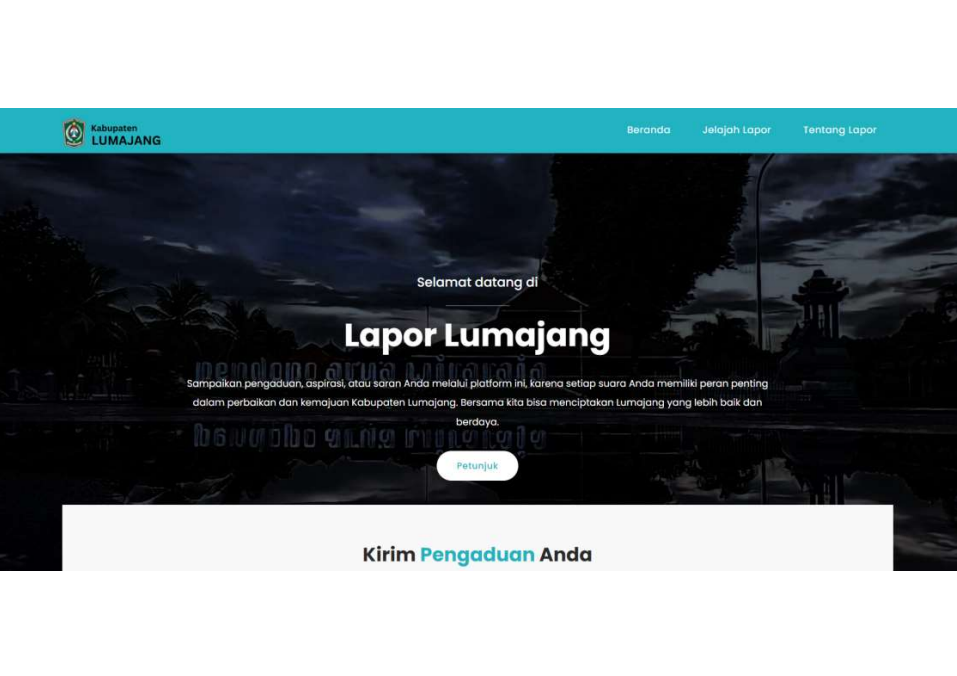 Kabupaten
LUMAJANG
Beranda
Jelajah Lapor
Tentang Lapor
Selamat datang di
Lapor Lumajang
Sampaikan pengaduan, aspirasi, atau saran Anda melalui platform ini, karena setiap suara Anda memiliki peran penting
dalam perbaikan dan kemajuan Kabupaten Lumajang. Bersama kita bisa menciptakan Lumajang yang lebih baik dan
berdaya.
Petunjuk
Kirim Pengaduan Anda